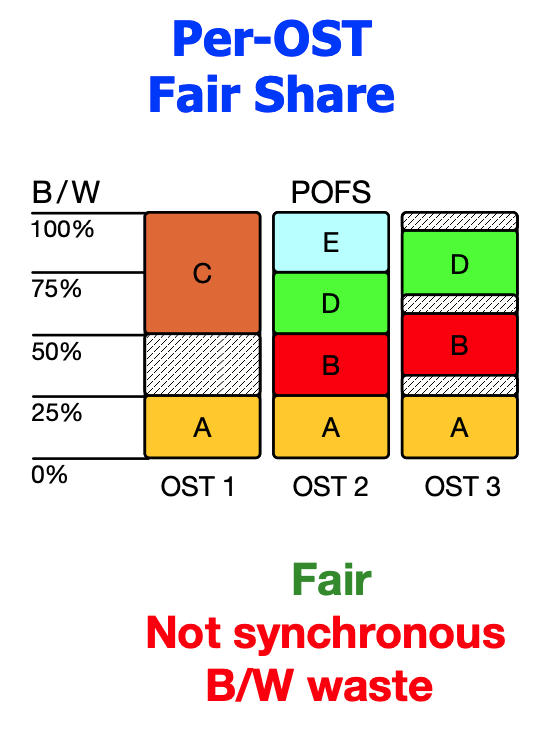 Per-OST
Fair Share
B/W
POFS
100%
75%
50%
25%
0%
C
A
E
D
B
A
D
B
A
OST 1
OST 2
OST 3
Fair
Not synchronous
B/W waste